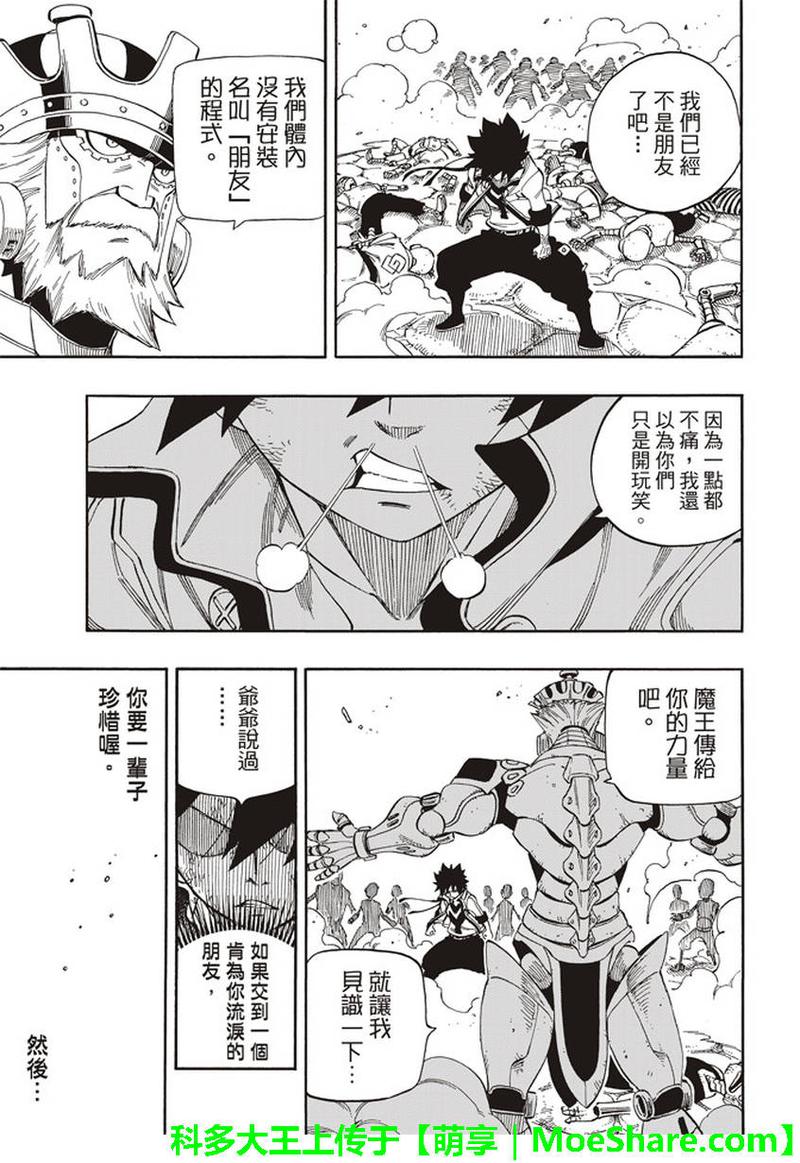 我們已經
不是朋友
了吧…
我們體內
沒有安裝
名叫「朋友」
的程式。
因為一點都
不痛，我還
以為你們
只是開玩笑。
魔王傳給
你的力量
吧。
就讓我
見識一下…
爺爺說過
……
如果交到一個
肯為你流淚的
朋友，
你要一輩子
珍惜喔。
然後…
科多大王上传于【萌享｜MoeShare.com】